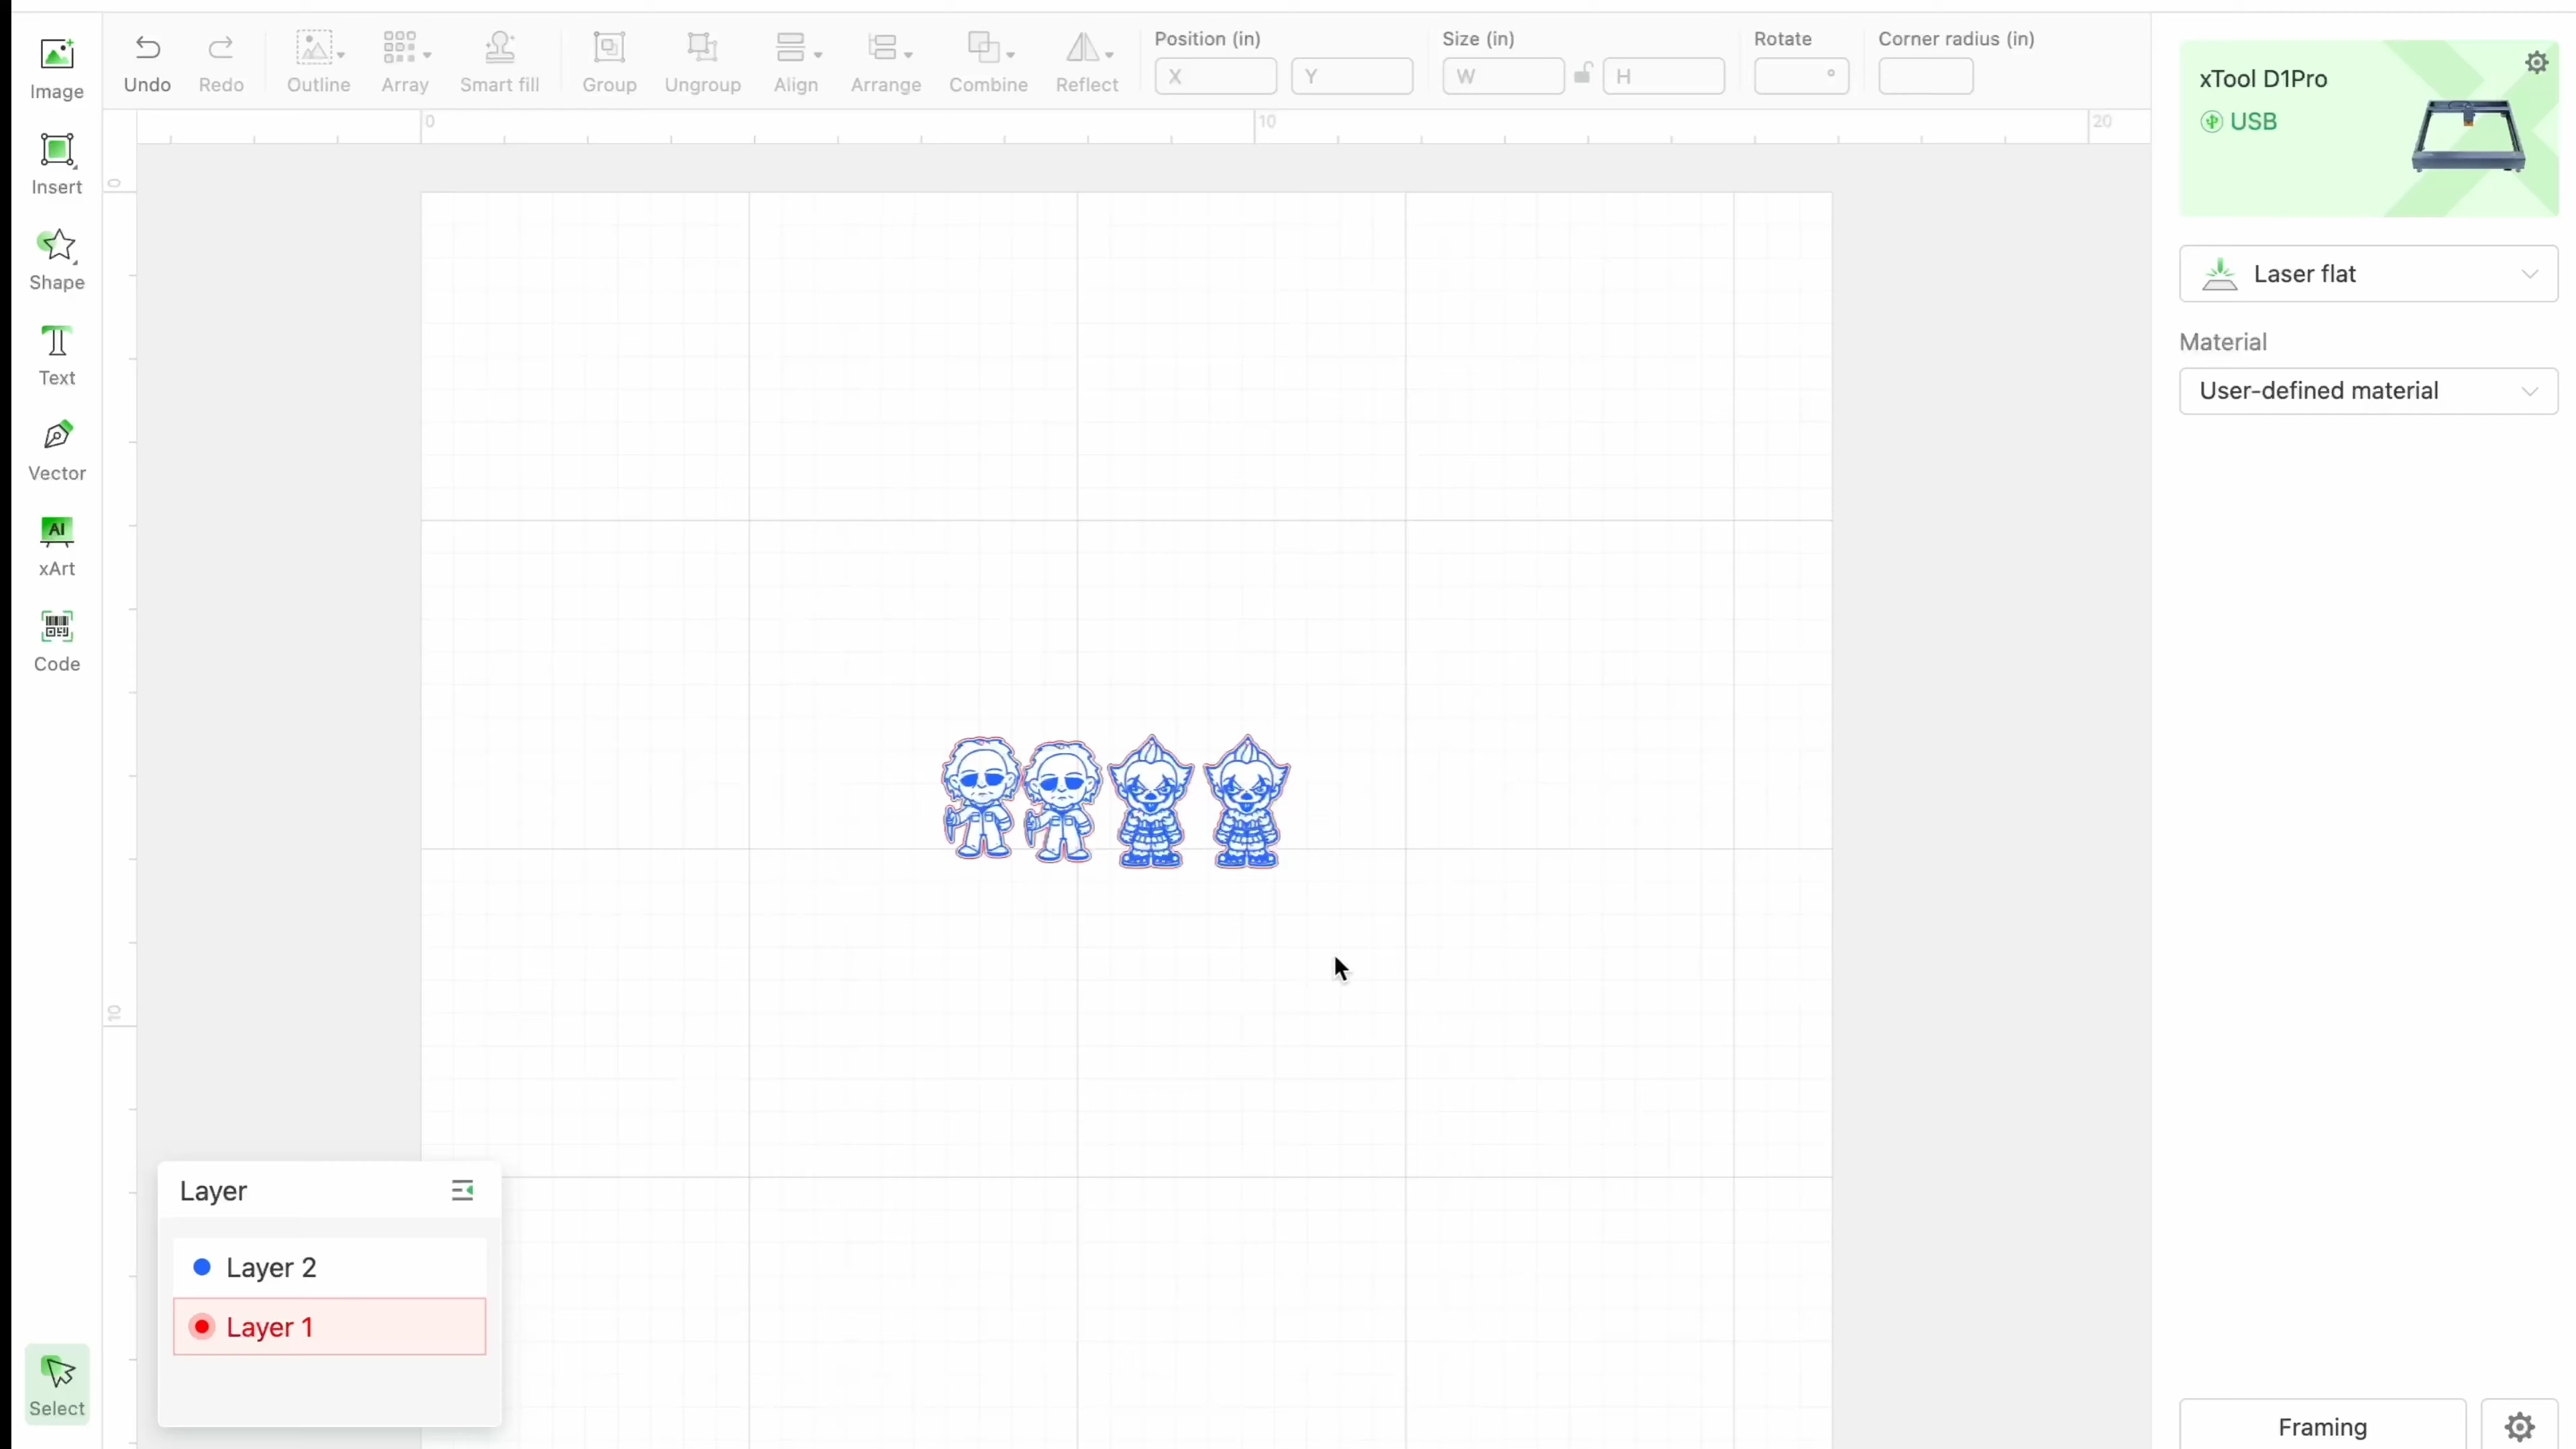 Image
Insert
Shape
Text
Vector
AI
xArt
Code
Select
Undo
Redo
Outline
Array
Smart fill
Group
Ungroup
Align
Arrange
Combine
Reflect
Position (in)
X
Y
Size (in)
W
H
Rotate
°
Corner radius (in)
0
10
20
0
10
Layer
Layer 2
Layer 1
xTool D1Pro
USB
Laser flat
Material
User-defined material
Framing